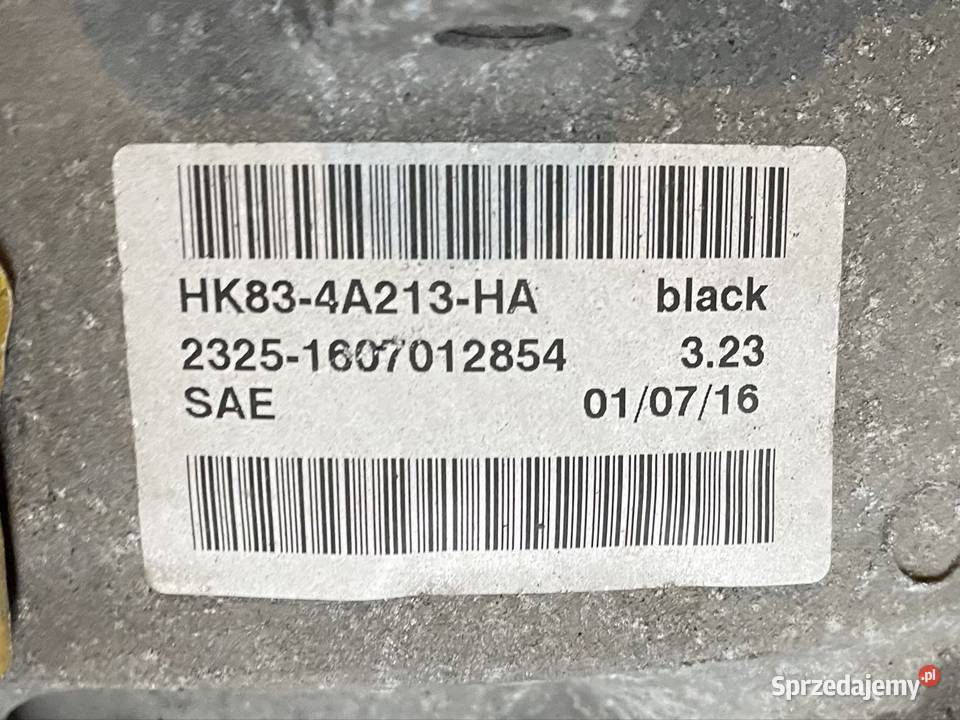 HK83-4A213-HA black
2325-1607012854 3.23
SAE 01/07/16
Sprzedajemy.pl